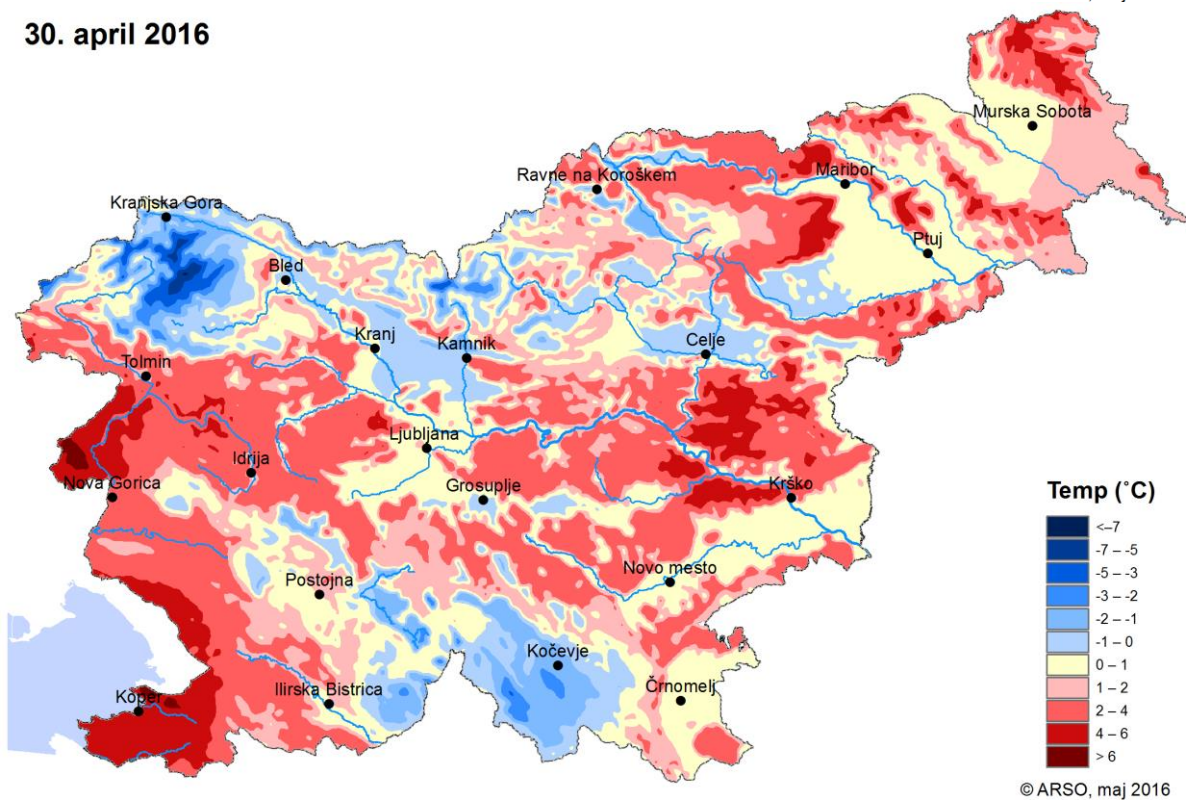 30. april 2016
Murska Sobota
Ravne na Koroškem
Maribor
Kranjska Gora
Ptuj
Bled
Kranj
Kamnik
Celje
Tolmin
Ljubljana
Idrija
Nova Gorica
Grosuplje
Krško
Novo mesto
Postojna
Kočevje
Koper
Ilirska Bistrica
Črnomelj
Temp (˚C)
<–7
-7 – -5
-5 – -3
-3 – -2
-2 – -1
-1 – 0
0 – 1
1 – 2
2 – 4
4 – 6
> 6
© ARSO, maj 2016